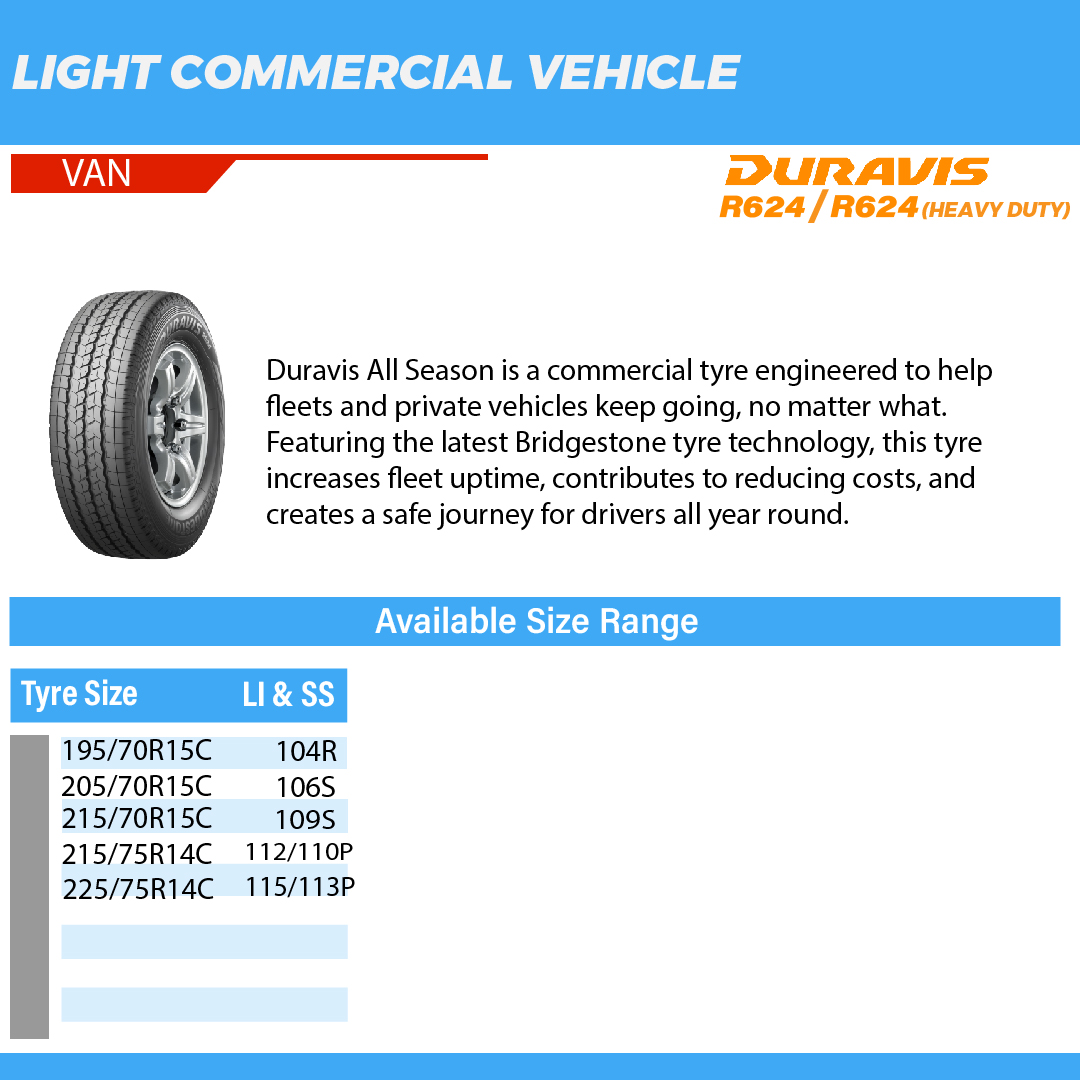 LIGHT COMMERCIAL VEHICLE
VAN
DURAVIS
R624 / R624 (HEAVY DUTY)
DURAVIS
Duravis All Season is a commercial tyre engineered to help
fleets and private vehicles keep going, no matter what.
Featuring the latest Bridgestone tyre technology, this tyre
increases fleet uptime, contributes to reducing costs, and
creates a safe journey for drivers all year round.
Available Size Range
Tyre Size LI & SS
195/70R15C 104R
205/70R15C 106S
215/70R15C 109S
215/75R14C 112/110P
225/75R14C 115/113P